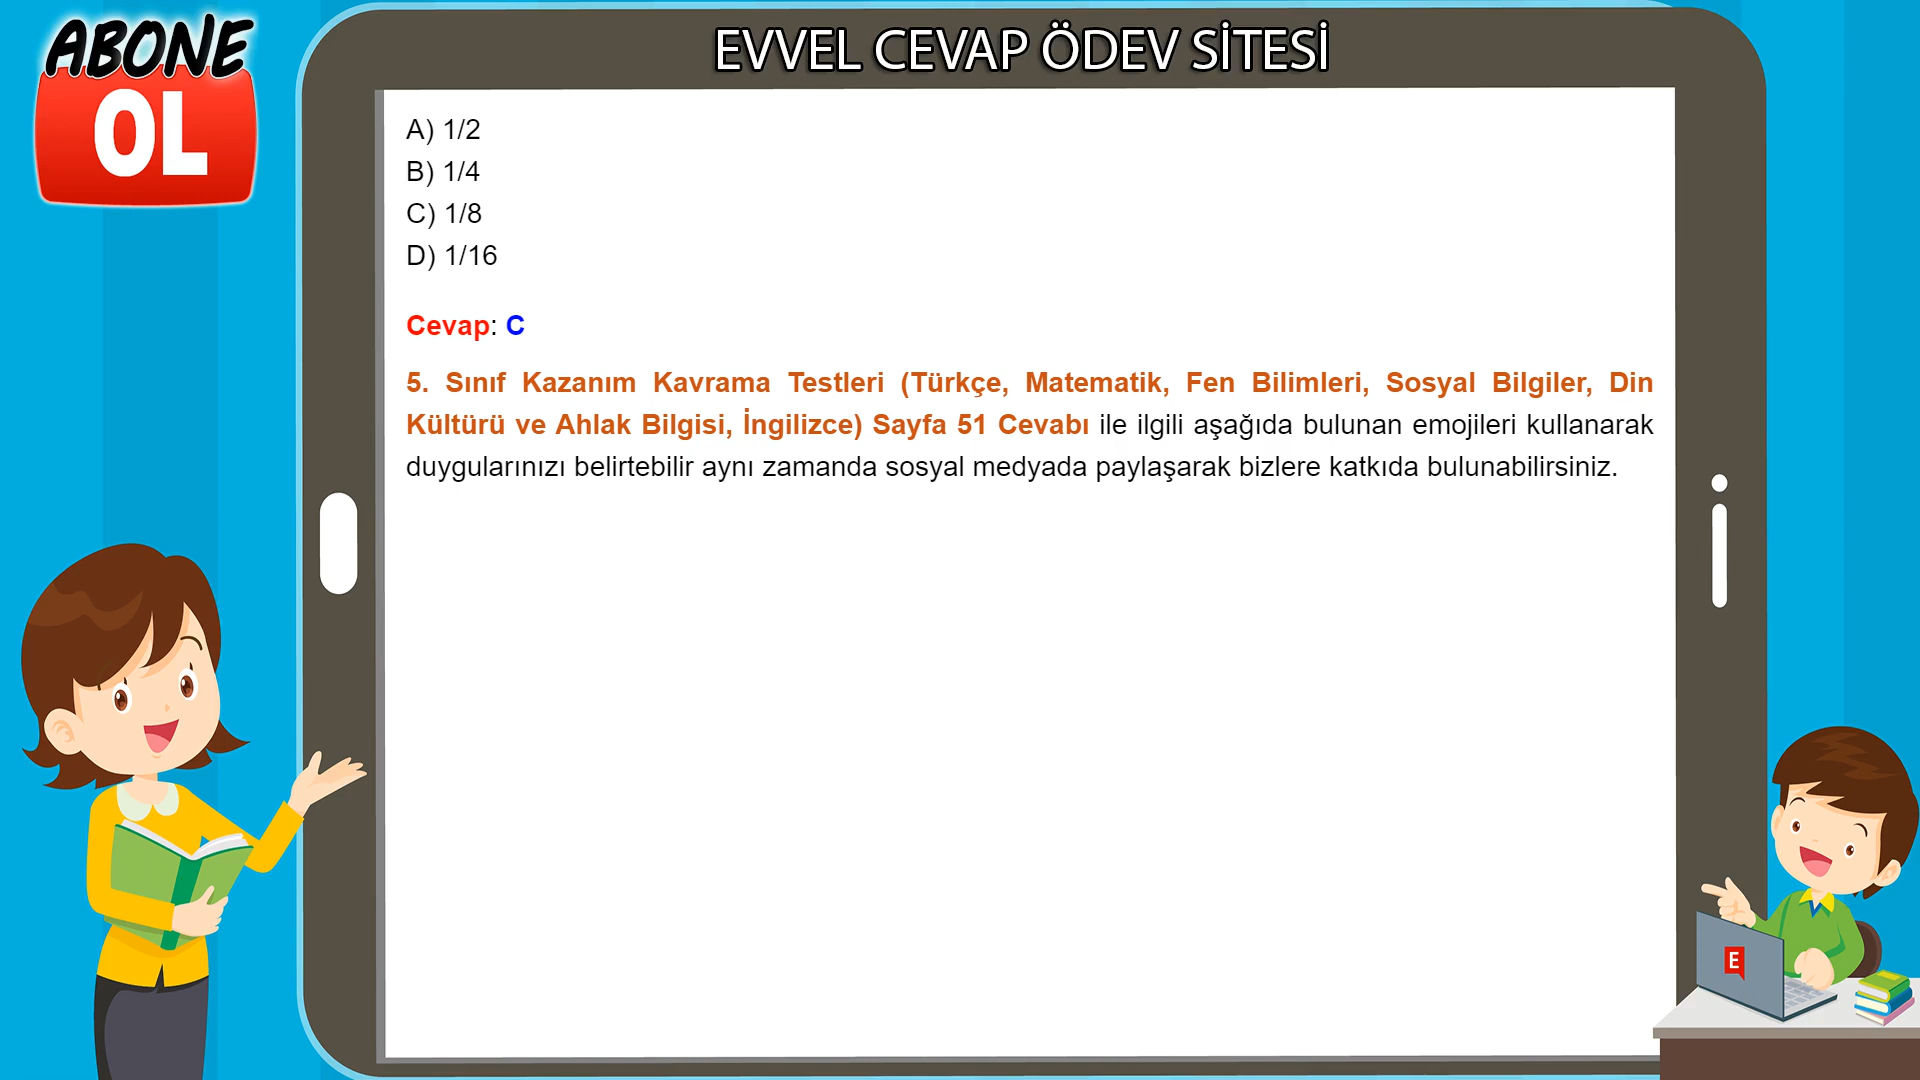 ABONE
OL
EVVEL CEVAP ÖDEV SİTESİ
A) 1/2
B) 1/4
C) 1/8
D) 1/16
Cevap: C
5. Sınıf Kazanım Kavrama Testleri (Türkçe, Matematik, Fen Bilimleri, Sosyal Bilgiler, Din
Kültürü ve Ahlak Bilgisi, İngilizce) Sayfa 51 Cevabı ile ilgili aşağıda bulunan emojileri kullanarak
duygularınızı belirtebilir aynı zamanda sosyal medyada paylaşarak bizlere katkıda bulunabilirsiniz.
E